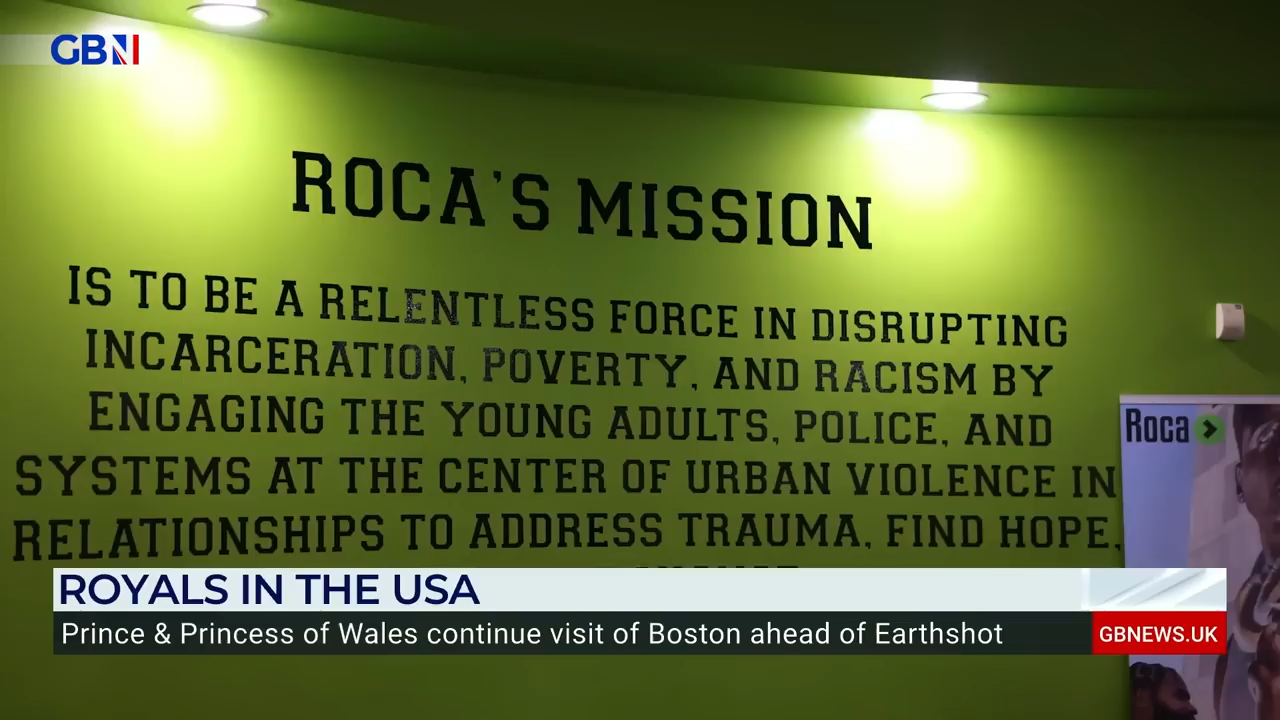 GBN
ROCA'S MISSION
IS TO BE A RELENTLESS FORCE IN DISRUPTING
INCARCERATION, POVERTY, AND RACISM BY
ENGAGING THE YOUNG ADULTS, POLICE, AND
SYSTEMS AT THE CENTER OF URBAN VIOLENCE IN
RELATIONSHIPS TO ADDRESS TRAUMA, FIND HOPE,
Roca
ROYALS IN THE USA
Prince & Princess of Wales continue visit of Boston ahead of Earthshot
GBNEWS.UK